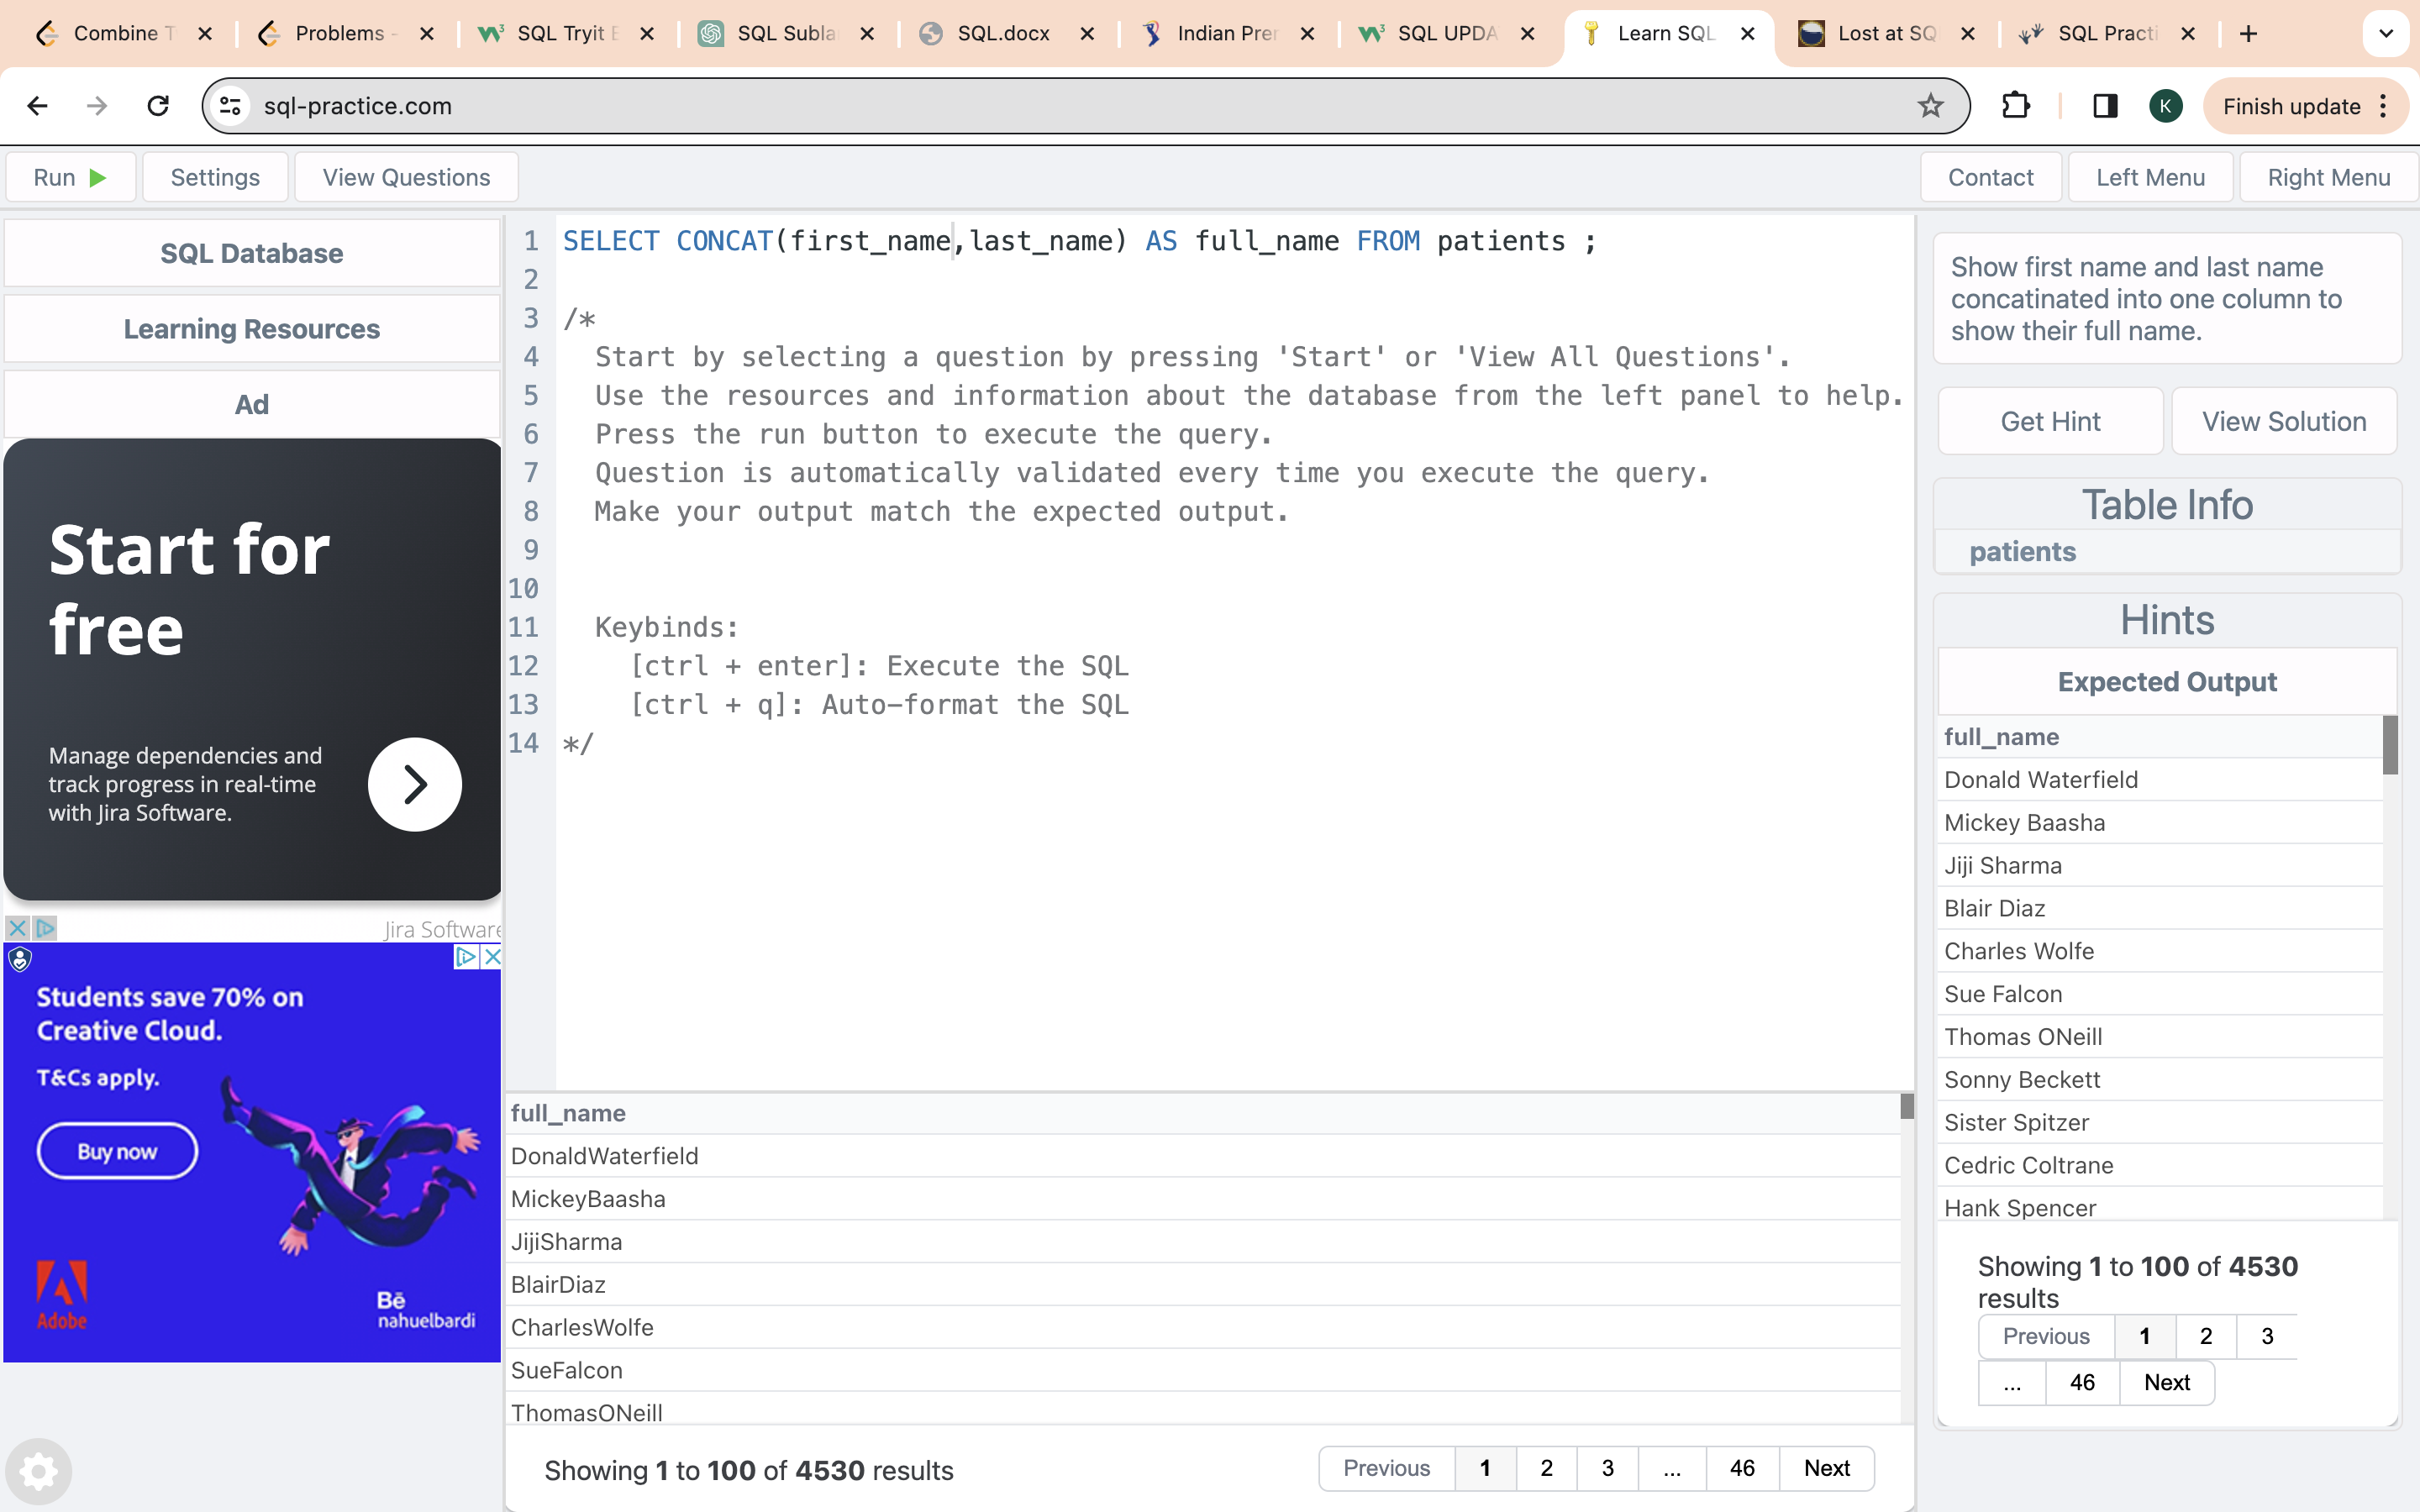 Combine T
Problems -
SQL Tryit E
SQL Subla
SQL.docx
Indian Prer
SQL UPDA
Learn SQL
Lost at SQ
SQL Practi
sql-practice.com
K
Finish update
Run
Settings
View Questions
Contact
Left Menu
Right Menu
SQL Database
Learning Resources
Ad
Start for
free
Manage dependencies and
track progress in real-time
with Jira Software.
Jira Software
Students save 70% on
Creative Cloud.
T&Cs apply.
Buy now
Adobe
Bē
nahuelbardi
1 SELECT CONCAT(first_name,last_name) AS full_name FROM patients ;
2
3 /*
4 Start by selecting a question by pressing 'Start' or 'View All Questions'.
5 Use the resources and information about the database from the left panel to help.
6 Press the run button to execute the query.
7 Question is automatically validated every time you execute the query.
8 Make your output match the expected output.
9
10
11 Keybinds:
12 [ctrl + enter]: Execute the SQL
13 [ctrl + q]: Auto-format the SQL
14 */
full_name
DonaldWaterfield
MickeyBaasha
JijiSharma
BlairDiaz
CharlesWolfe
SueFalcon
ThomasONeill
Showing 1 to 100 of 4530 results
Previous 1 2 3 ... 46 Next
Show first name and last name
concatinated into one column to
show their full name.
Get Hint
View Solution
Table Info
patients
Hints
Expected Output
full_name
Donald Waterfield
Mickey Baasha
Jiji Sharma
Blair Diaz
Charles Wolfe
Sue Falcon
Thomas ONeill
Sonny Beckett
Sister Spitzer
Cedric Coltrane
Hank Spencer
Showing 1 to 100 of 4530
results
Previous 1 2 3
... 46 Next